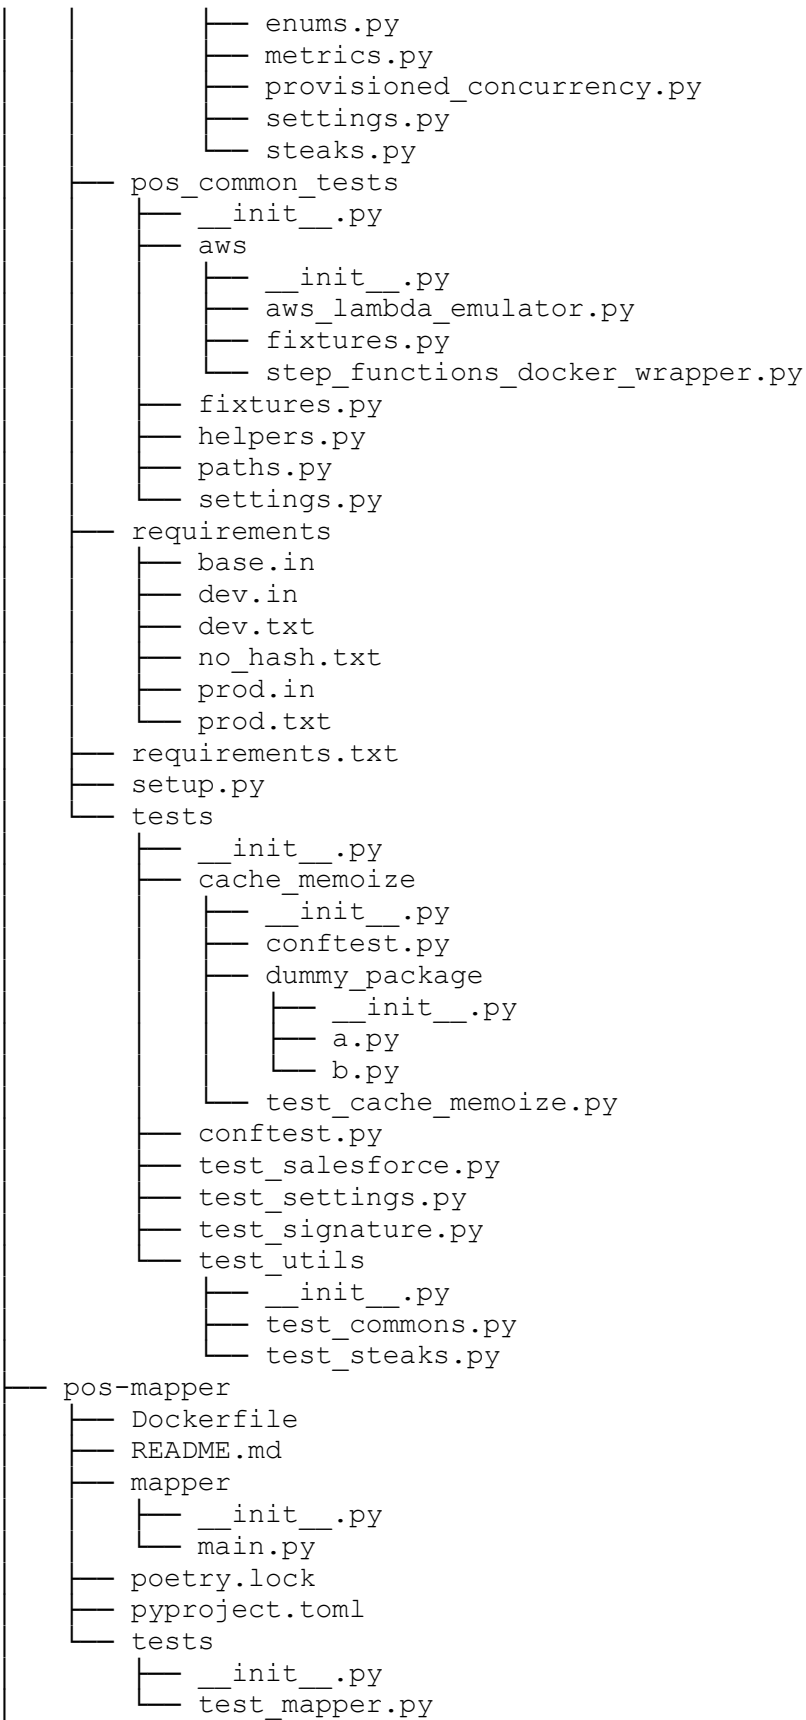 │   │       ├── enums.py
│   │       ├── metrics.py
│   │       ├── provisioned_concurrency.py
│   │       ├── settings.py
│   │       └── steaks.py
│   ├── pos_common_tests
│   │   ├── __init__.py
│   │   ├── aws
│   │   │   ├── __init__.py
│   │   │   ├── aws_lambda_emulator.py
│   │   │   ├── fixtures.py
│   │   │   └── step_functions_docker_wrapper.py
│   │   ├── fixtures.py
│   │   ├── helpers.py
│   │   ├── paths.py
│   │   └── settings.py
│   ├── requirements
│   │   ├── base.in
│   │   ├── dev.in
│   │   ├── dev.txt
│   │   ├── no_hash.txt
│   │   ├── prod.in
│   │   └── prod.txt
│   ├── requirements.txt
│   ├── setup.py
│   └── tests
│       ├── __init__.py
│       ├── cache_memoize
│       │   ├── __init__.py
│       │   ├── conftest.py
│       │   ├── dummy_package
│       │   │   ├── __init__.py
│       │   │   ├── a.py
│       │   │   └── b.py
│       │   └── test_cache_memoize.py
│       ├── conftest.py
│       ├── test_salesforce.py
│       ├── test_settings.py
│       ├── test_signature.py
│       └── test_utils
│           ├── __init__.py
│           ├── test_commons.py
│           └── test_steaks.py
├── pos-mapper
│   ├── Dockerfile
│   ├── README.md
│   ├── mapper
│   │   ├── __init__.py
│   │   └── main.py
│   ├── poetry.lock
│   ├── pyproject.toml
│   └── tests
│       ├── __init__.py
│       └── test_mapper.py